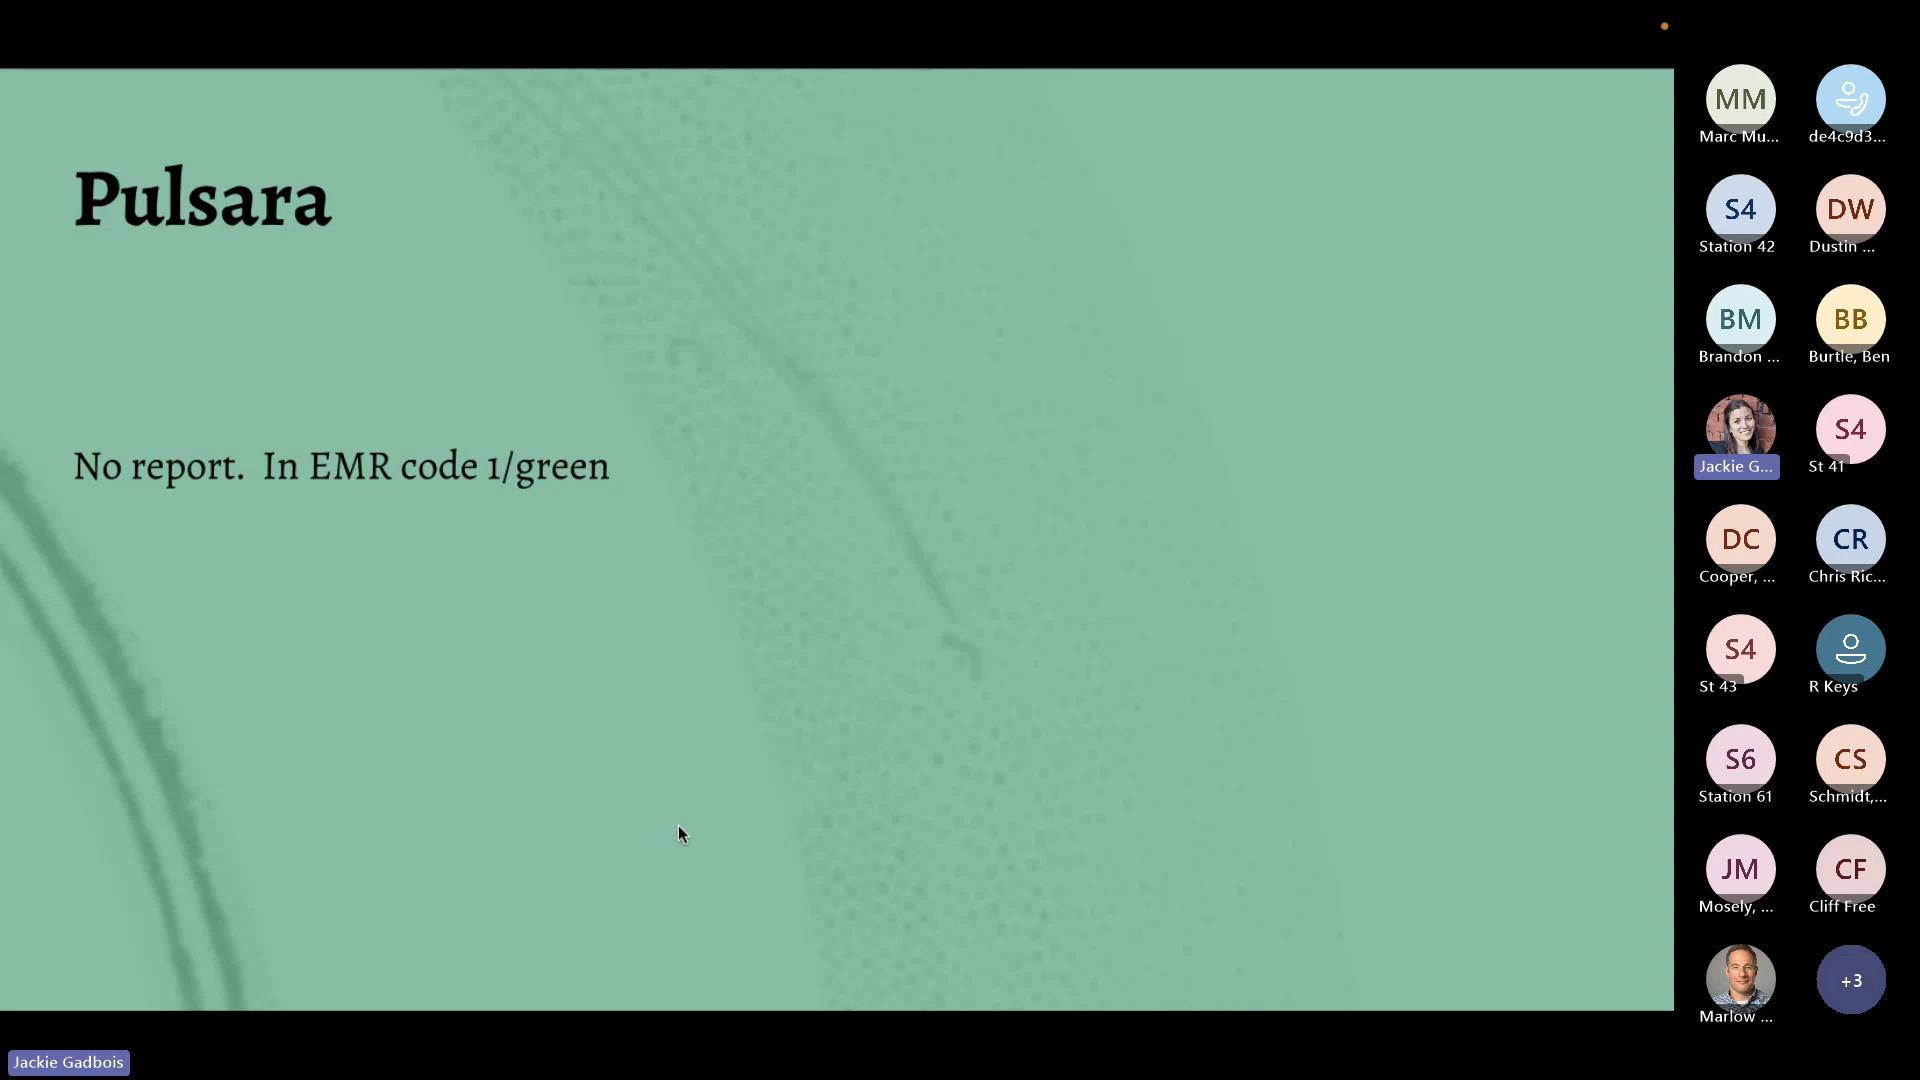 Pulsara
No report.  In EMR code 1/green
MM
Marc Mu...
de4c9d3...
S4
Station 42
DW
Dustin ...
BM
Brandon ...
BB
Burtle, Ben
Jackie G...
S4
St 41
DC
Cooper, ...
CR
Chris Ric...
S4
St 43
R Keys
S6
Station 61
CS
Schmidt,...
JM
Mosely, ...
CF
Cliff Free
Marlow ...
+3
Jackie Gadbois